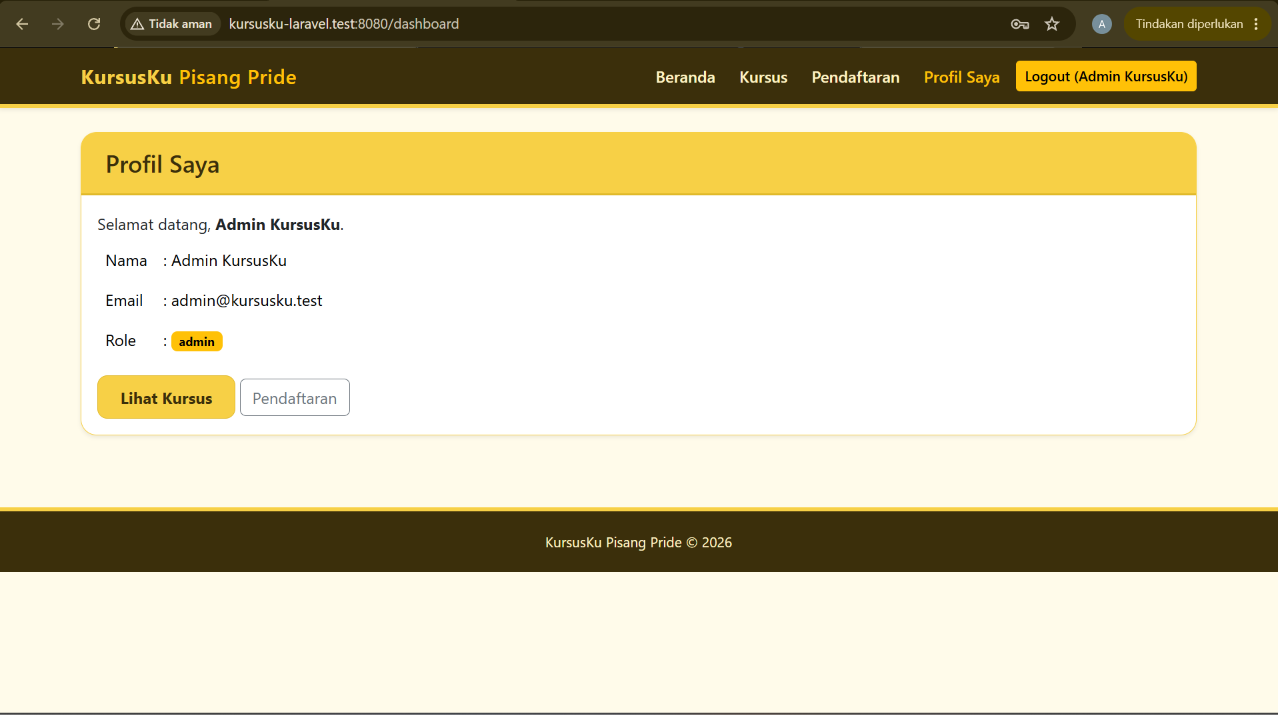 Tidak aman
kursusku-laravel.test:8080/dashboard
A
Tindakan diperlukan
KursusKu Pisang Pride
Beranda
Kursus
Pendaftaran
Profil Saya
Logout (Admin KursusKu)
Profil Saya
Selamat datang, Admin KursusKu.
Nama : Admin KursusKu
Email : admin@kursusku.test
Role : admin
Lihat Kursus
Pendaftaran
KursusKu Pisang Pride © 2026